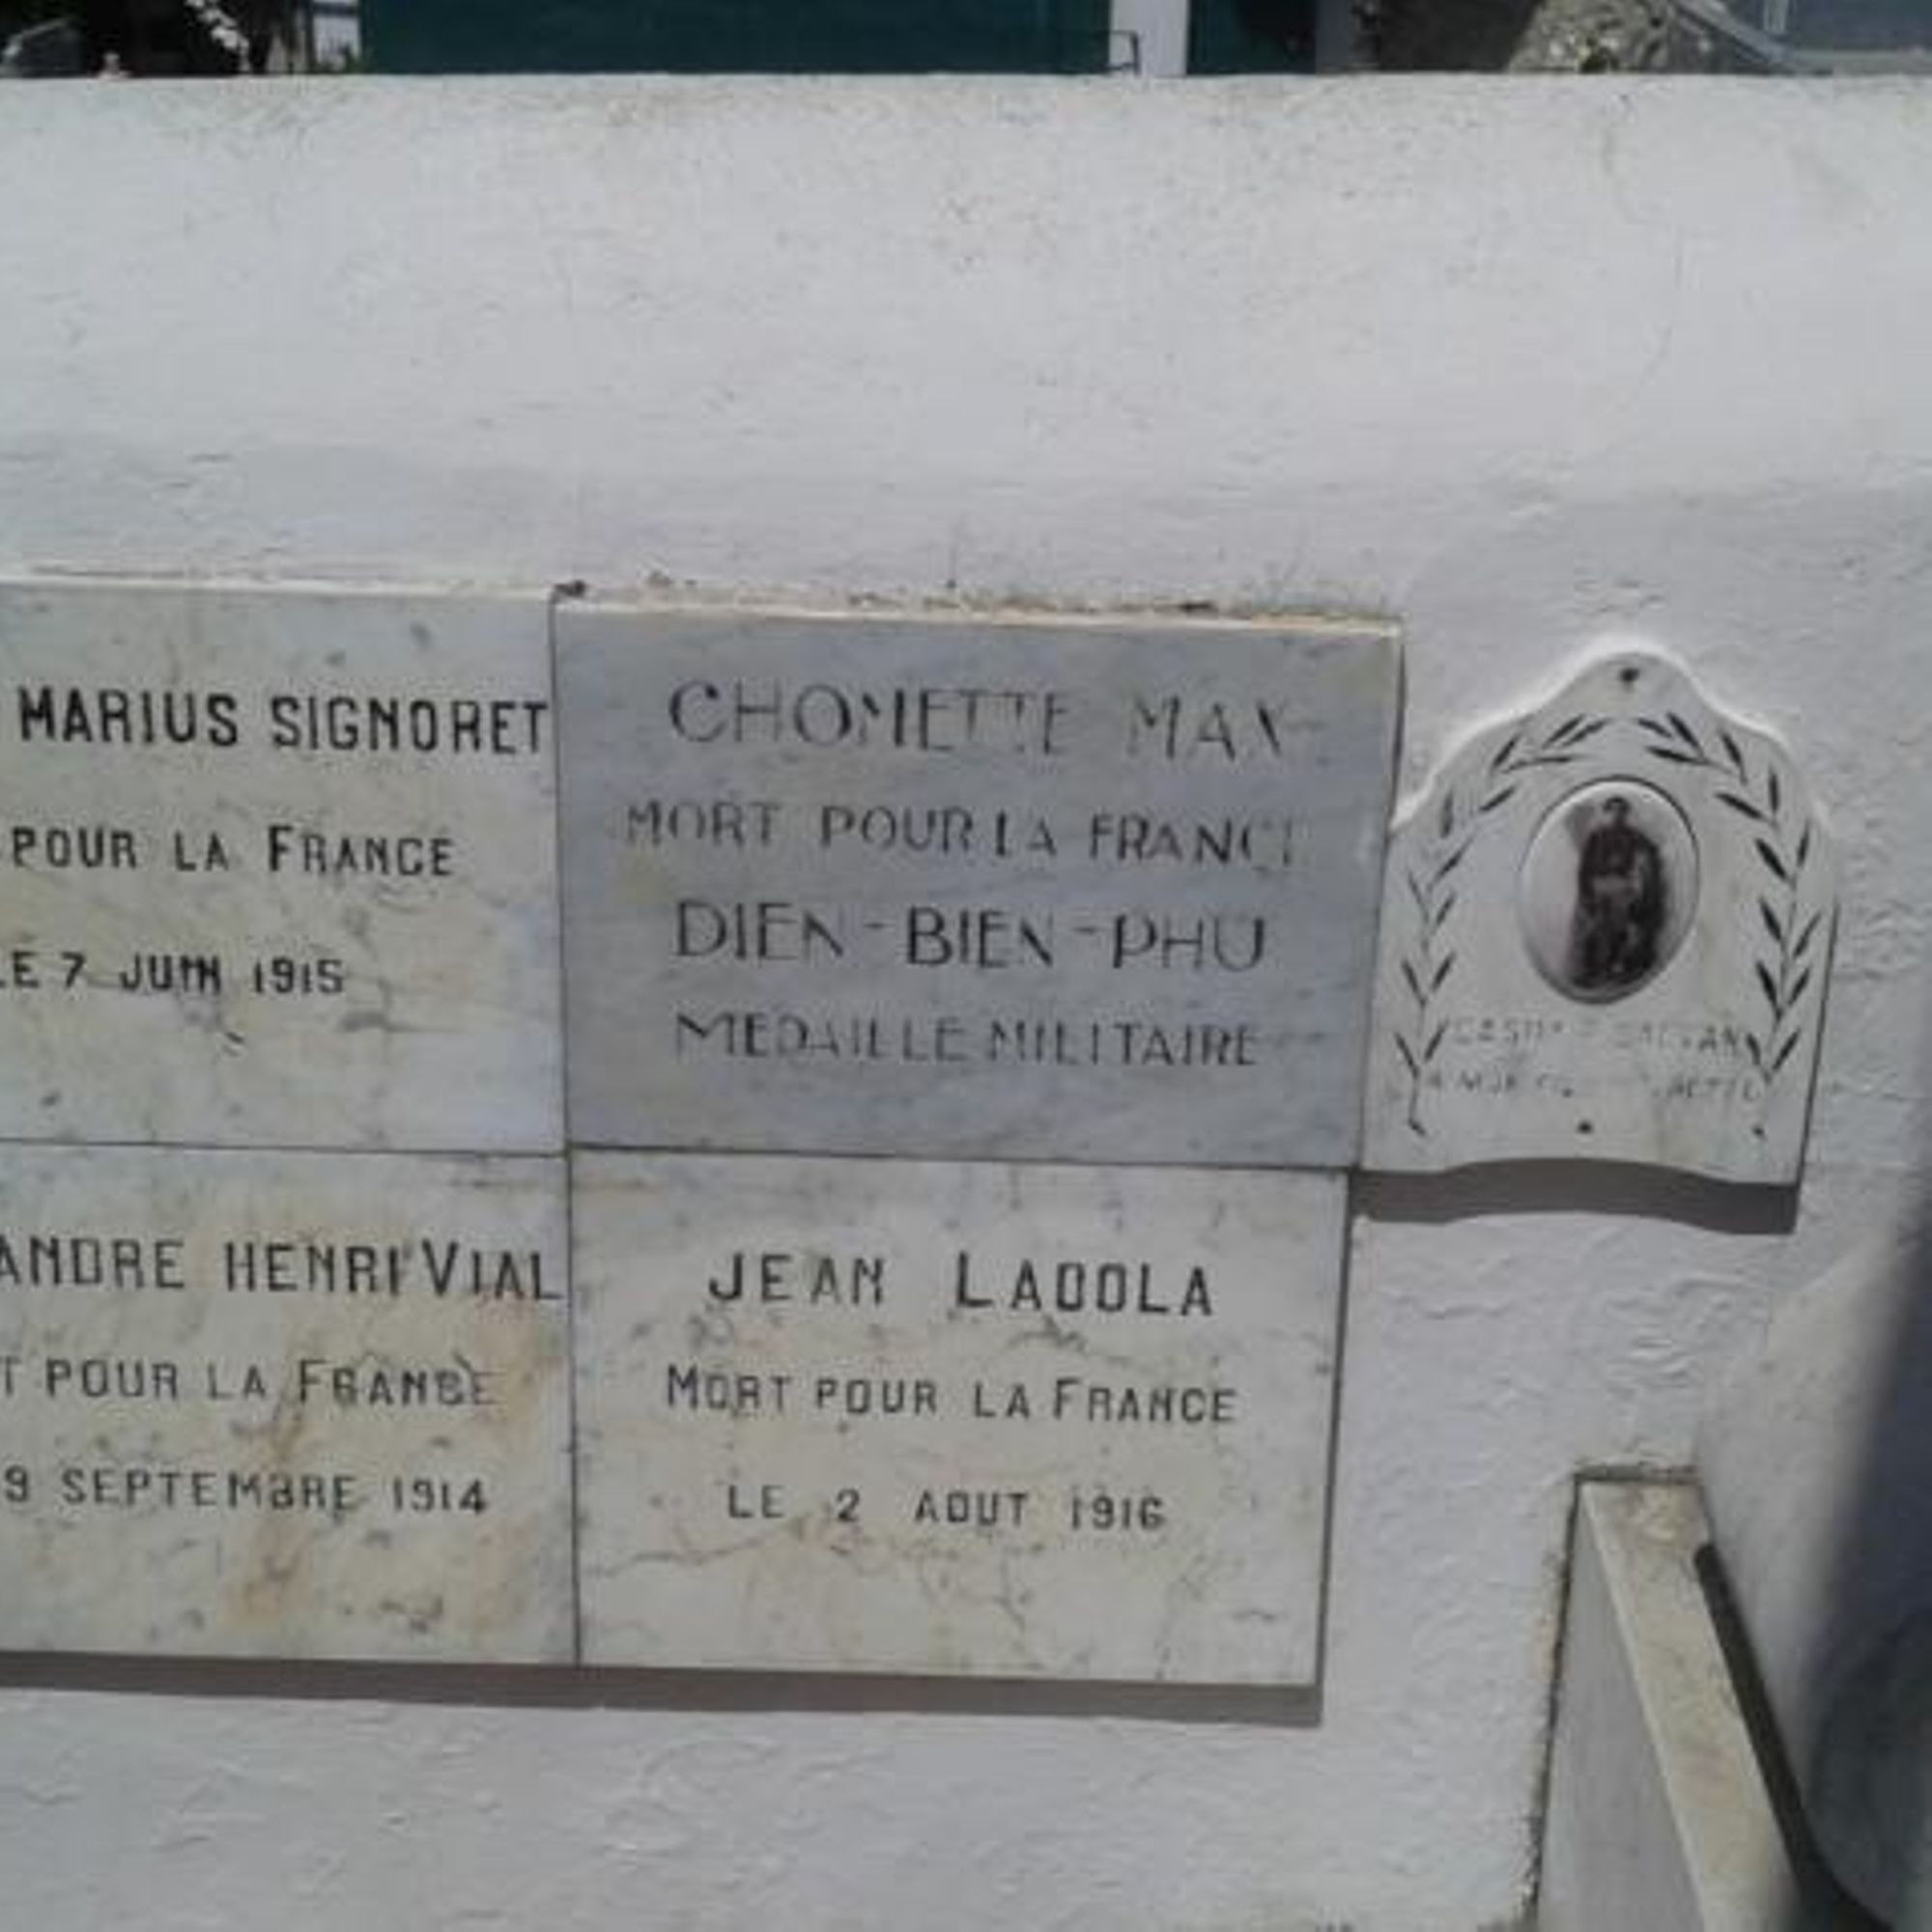 MARIUS SIGNORET
POUR LA FRANCE
LE 7 JUIN 1915
CHOMETTE MAX
MORT POUR LA FRANCE
DIEN-BIEN-PHU
MEDAILLE MILITAIRE
ANDRE HENRI VIAL
T POUR LA FRANCE
9 SEPTEMBRE 1914
JEAN LADOLA
MORT POUR LA FRANCE
LE 2 AOUT 1916